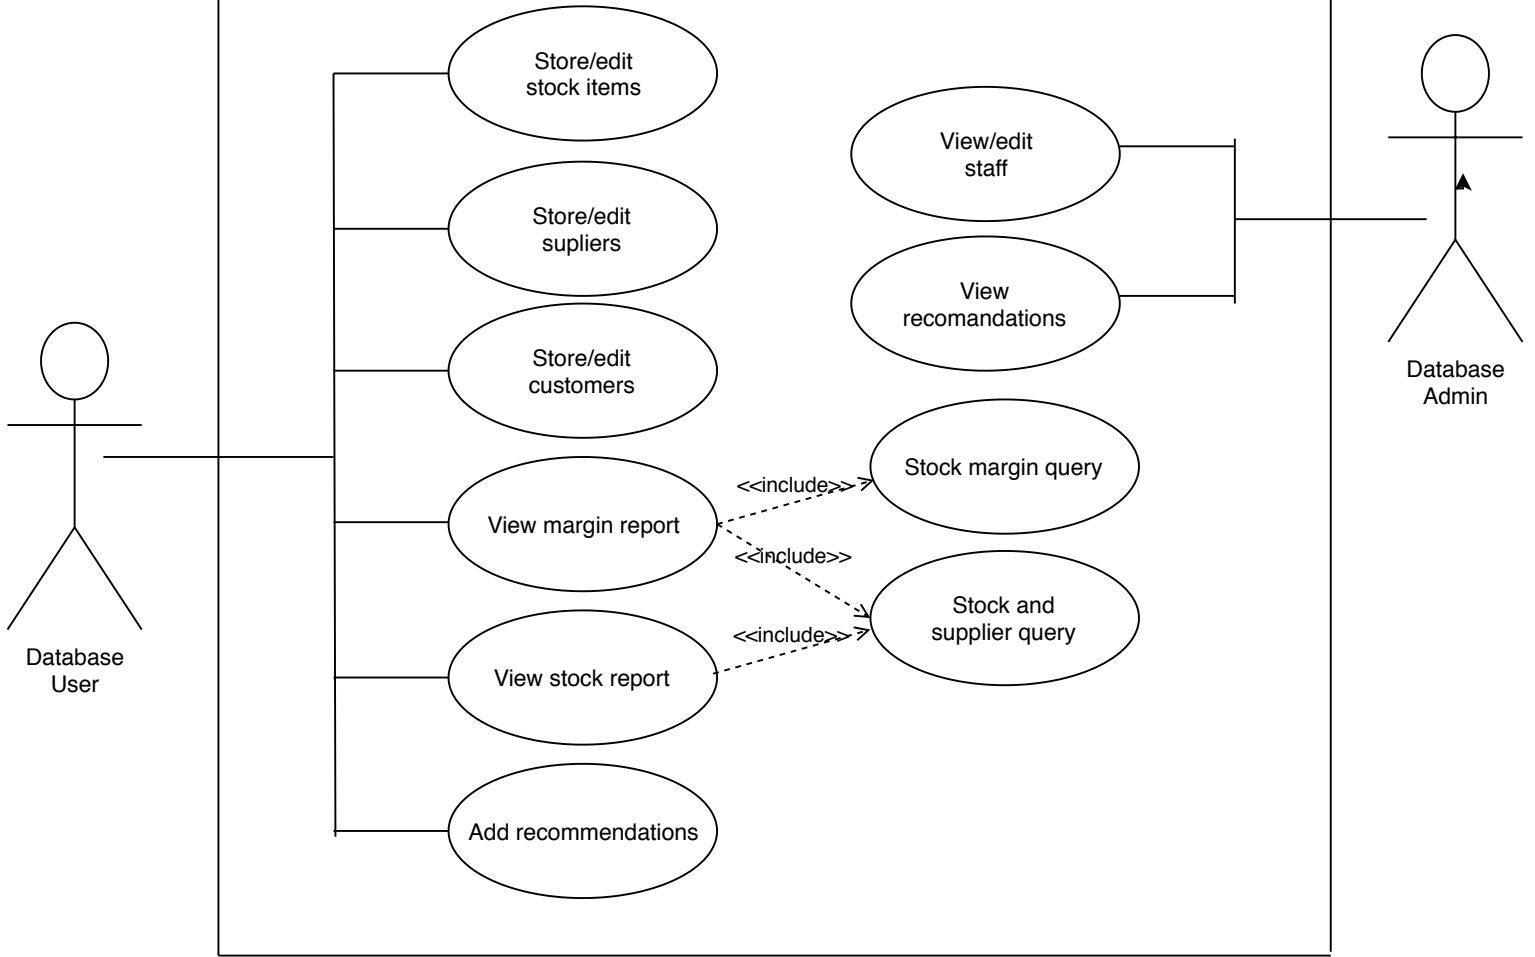 Store/edit
stock items
Store/edit
supliers
Store/edit
customers
View margin report
View stock report
Add recommendations
<<include>>
<<include>>
<<include>>
View/edit
staff
View
recomandations
Stock margin query
Stock and
supplier query
Database
User
Database
Admin